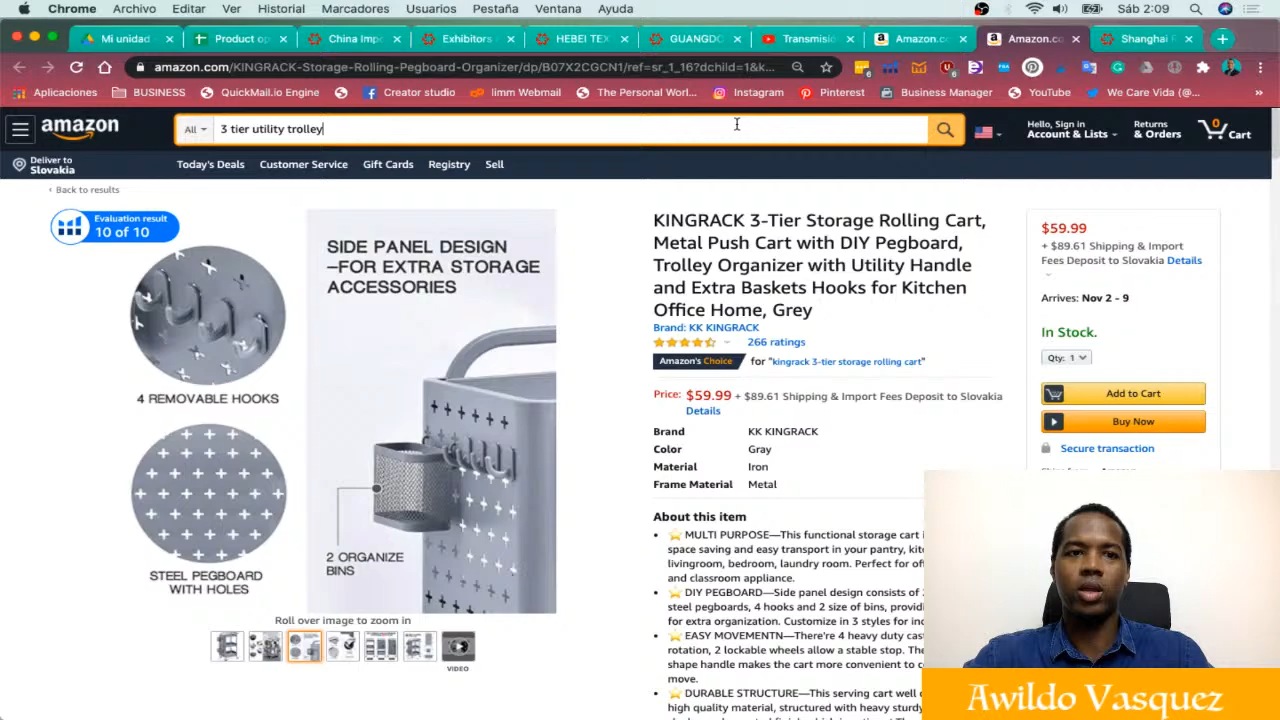 Chrome Archivo Editar Ver Historial Marcadores Usuarios Pestaña Ventana Ayuda Sáb 2:09
Mi unidad Product op China Imp Exhibitors HEBEI TEX GUANGDO Transmisio Amazon.co Amazon.co Shanghai F
amazon.com/KINGRACK-Storage-Rolling-Pegboard-Organizer/dp/B07X2CGCN1/ref=sr_1_16?dchild=1&k...
Aplicaciones BUSINESS QuickMail.io Engine Creator studio limm Webmail The Personal Worl... Instagram Pinterest Business Manager YouTube We Care Vida (@... »
amazon All 3 tier utility trolley Hello, Sign in Returns 0
Account & Lists & Orders Cart
Deliver to
Slovakia
Today's Deals Customer Service Gift Cards Registry Sell
‹ Back to results
Evaluation result
10 of 10
SIDE PANEL DESIGN
–FOR EXTRA STORAGE
ACCESSORIES
4 REMOVABLE HOOKS
2 ORGANIZE
BINS
STEEL PEGBOARD
WITH HOLES
Roll over image to zoom in
VIDEO
KINGRACK 3-Tier Storage Rolling Cart,
Metal Push Cart with DIY Pegboard,
Trolley Organizer with Utility Handle
and Extra Baskets Hooks for Kitchen
Office Home, Grey
Brand: KK KINGRACK
266 ratings
Amazon's Choice for "kingrack 3-tier storage rolling cart"
Price: $59.99 + $89.61 Shipping & Import Fees Deposit to Slovakia
Details
Brand KK KINGRACK
Color Gray
Material Iron
Frame Material Metal
About this item
• ⭐ MULTI PURPOSE—This functional storage cart
space saving and easy transport in your pantry,
livingroom, bedroom, laundry room. Perfect for
and classroom appliance.
• ⭐ DIY PEGBOARD—Side panel design consists of
steel pegboards, 4 hooks and 2 size of bins,
for extra organization. Customize in 3 styles for
• ⭐ EASY MOVEMENTN—There're 4 heavy duty
rotation, 2 lockable wheels allow a stable stop.
shape handle makes the cart more convenient to
move.
• ⭐ DURABLE STRUCTURE—This serving cart well
high quality material, structured with heavy
$59.99
+ $89.61 Shipping & Import
Fees Deposit to Slovakia Details
Arrives: Nov 2 - 9
In Stock.
Qty: 1
Add to Cart
Buy Now
Secure transaction
Awildo Vasquez